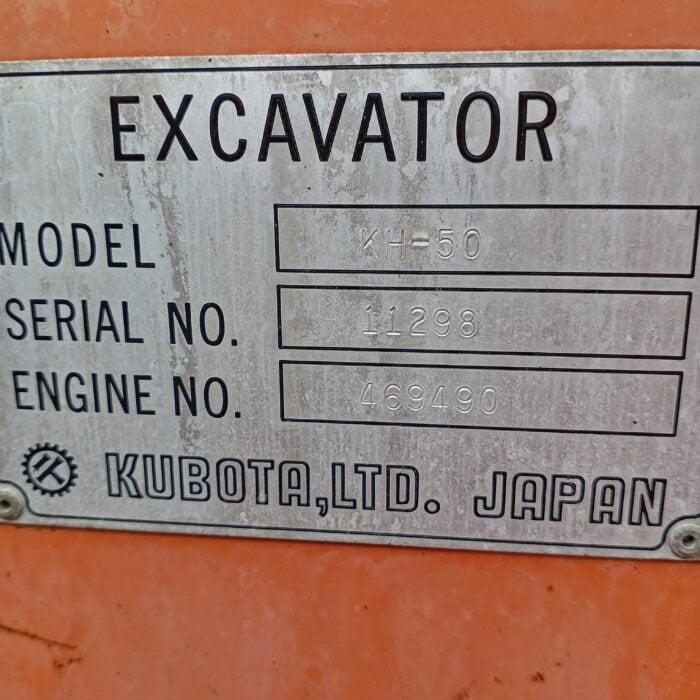 EXCAVATOR
MODEL KH-50
SERIAL NO. 11298
ENGINE NO. 469490
KUBOTA,LTD. JAPAN